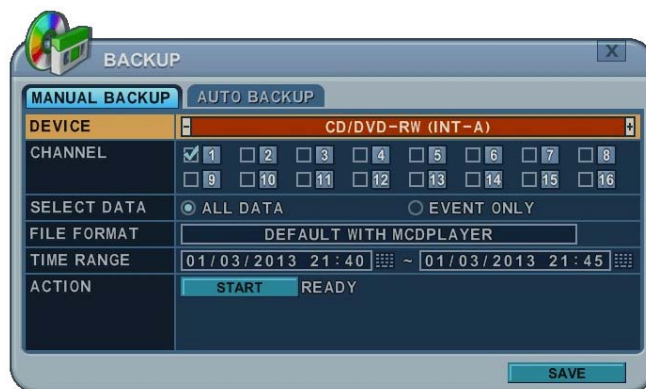 BACKUP
X
MANUAL BACKUP AUTO BACKUP
DEVICE - CD/DVD-RW (INT-A) +
CHANNEL 1 2 3 4 5 6 7 8
9 10 11 12 13 14 15 16
SELECT DATA ALL DATA EVENT ONLY
FILE FORMAT DEFAULT WITH MCDPLAYER
TIME RANGE 01/03/2013 21:40 ~ 01/03/2013 21:45
ACTION START READY
SAVE